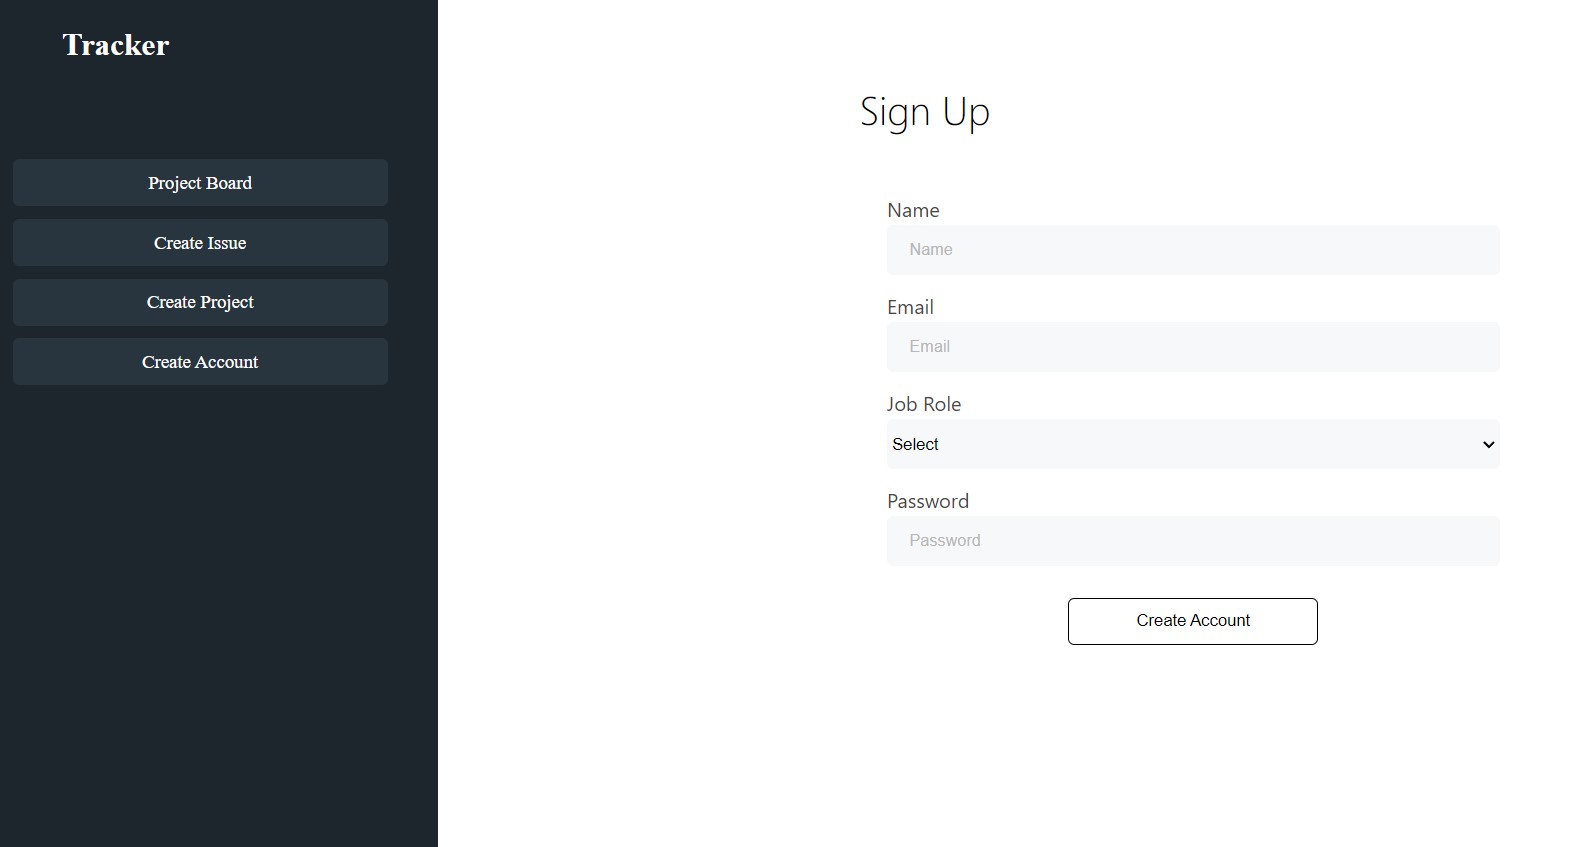 Tracker
Project Board
Create Issue
Create Project
Create Account
Sign Up
Name
Name
Email
Email
Job Role
Select
Password
Password
Create Account